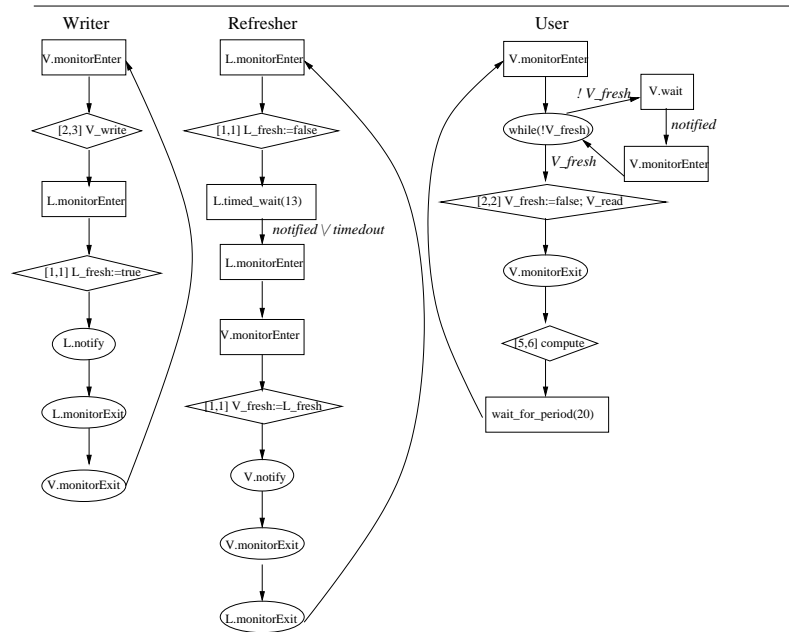 Writer
V.monitorEnter
[2,3] V_write
L.monitorEnter
[1,1] L_fresh:=true
L.notify
L.monitorExit
V.monitorExit
Refresher
L.monitorEnter
[1,1] L_fresh:=false
L.timed_wait(13)
notified \/ timedout
L.monitorEnter
V.monitorEnter
[1,1] V_fresh:=L_fresh
V.notify
V.monitorExit
L.monitorExit
User
V.monitorEnter
! V_fresh
V.wait
while(!V_fresh)
notified
V_fresh
V.monitorEnter
[2,2] V_fresh:=false; V_read
V.monitorExit
[5,6] compute
wait_for_period(20)